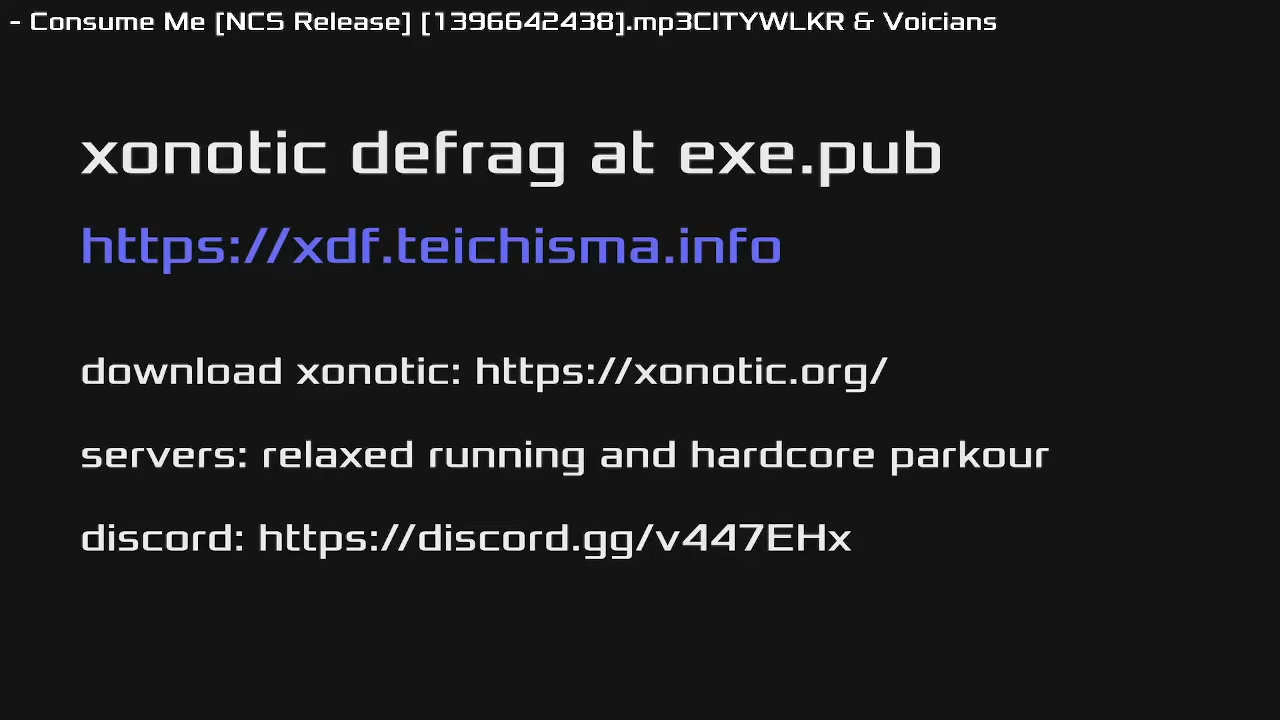 - Consume Me [NCS Release] [1396642438].mp3CITYWLKR & Voicians
xonotic defrag at exe.pub
https://xdf.teichisma.info
download xonotic: https://xonotic.org/
servers: relaxed running and hardcore parkour
discord: https://discord.gg/v447EHx